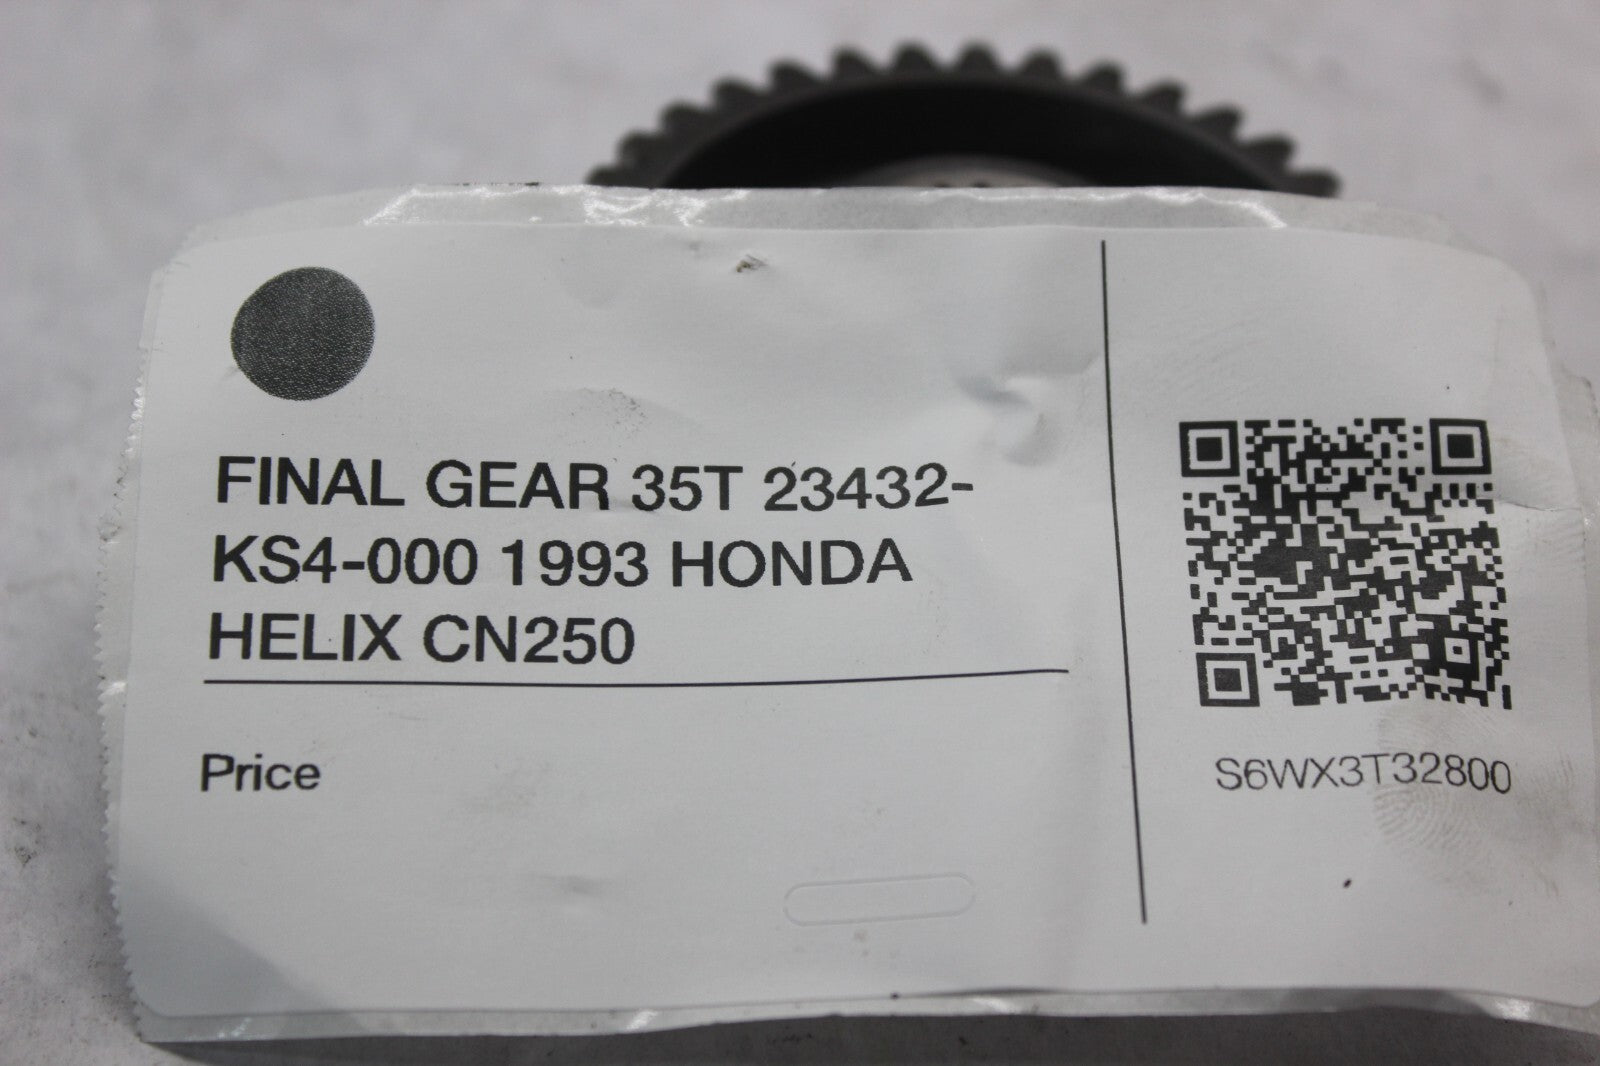 FINAL GEAR 35T 23432-
KS4-000 1993 HONDA
HELIX CN250
Price
S6WX3T32800